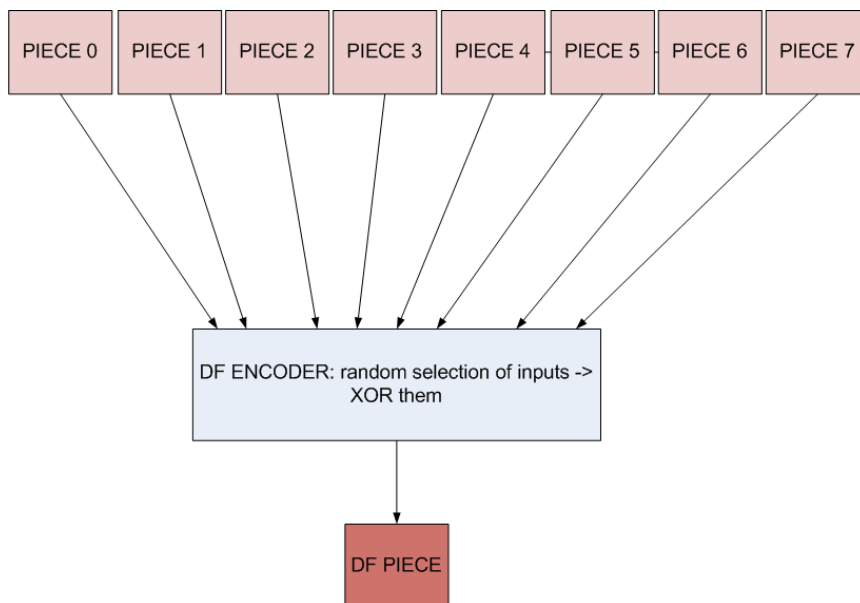 PIECE 0
PIECE 1
PIECE 2
PIECE 3
PIECE 4
PIECE 5
PIECE 6
PIECE 7
DF ENCODER: random selection of inputs ->
XOR them
DF PIECE